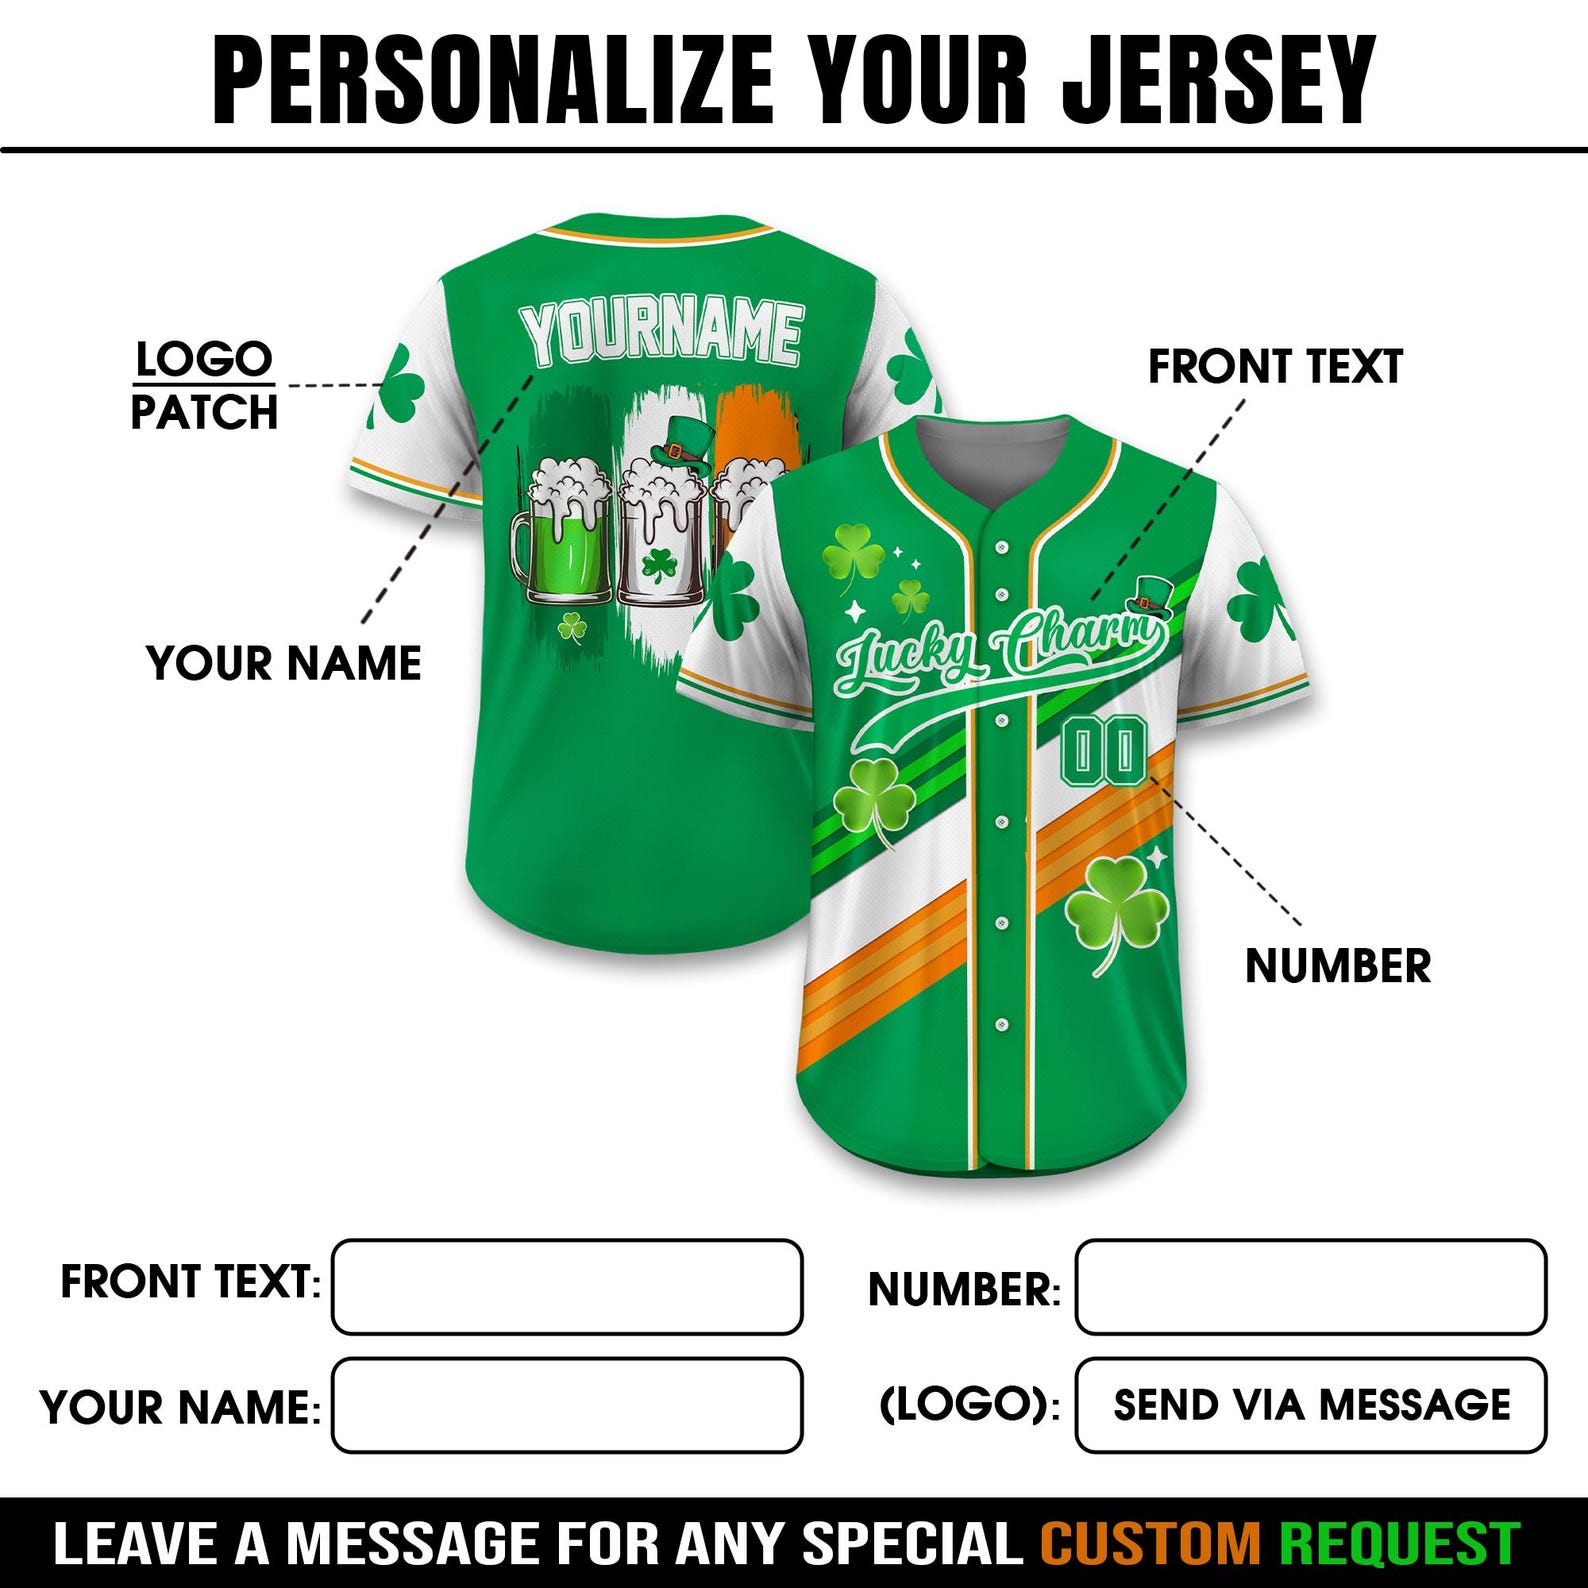 PERSONALIZE YOUR JERSEY
YOURNAME
LOGO
PATCH
FRONT TEXT
Lucky Charm
YOUR NAME
00
NUMBER
FRONT TEXT:
NUMBER:
YOUR NAME:
(LOGO): SEND VIA MESSAGE
LEAVE A MESSAGE FOR ANY SPECIAL CUSTOM REQUEST